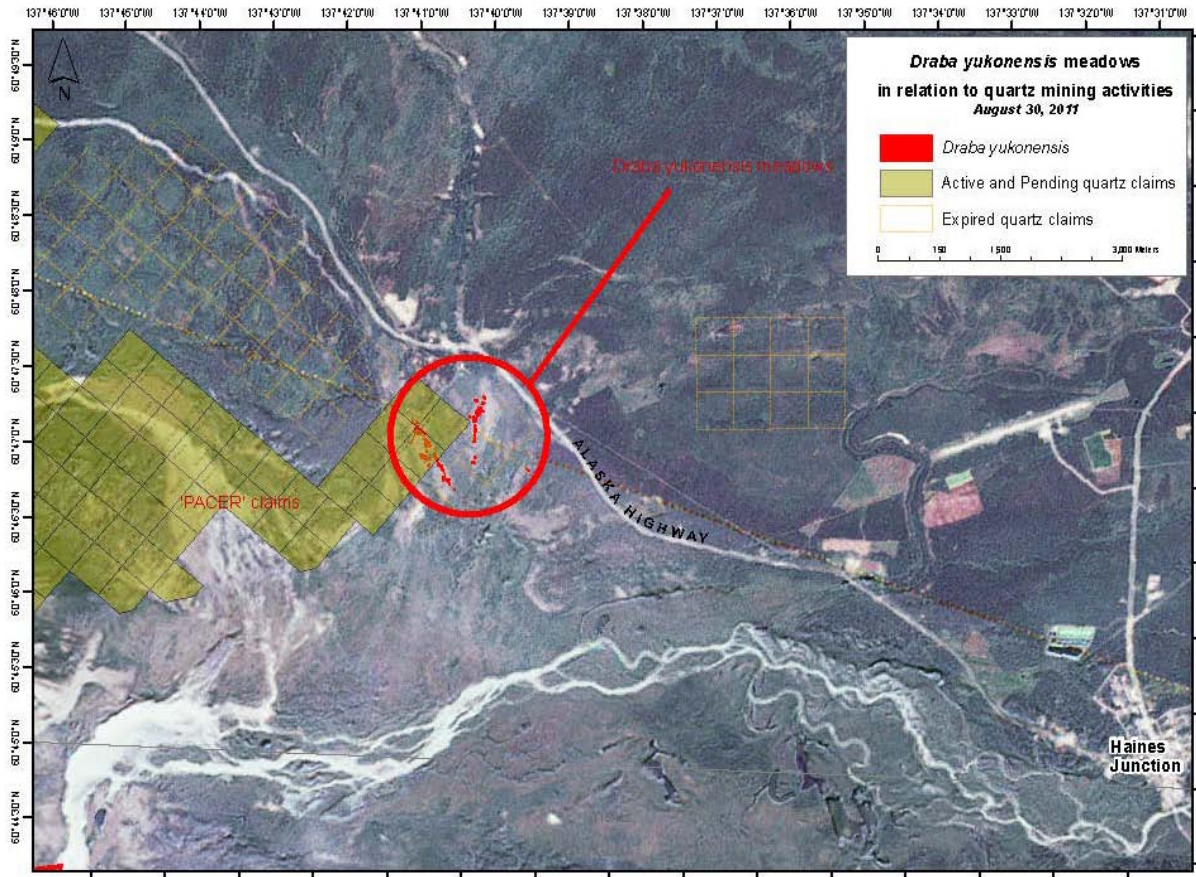 137°46'0"W 137°45'0"W 137°44'0"W 137°43'0"W 137°42'0"W 137°41'0"W 137°40'0"W 137°39'0"W 137°38'0"W 137°37'0"W 137°36'0"W 137°35'0"W 137°34'0"W 137°33'0"W 137°32'0"W 137°31'0"W
N
Draba yukonensis meadows
in relation to quartz mining activities
August 30, 2011
Draba yukonensis
Active and Pending quartz claims
Expired quartz claims
0 150 1 500 3,000 Meters
Draba yukonensis meadows
'PACER' claims
ALASKA HIGHWAY
Haines
Junction